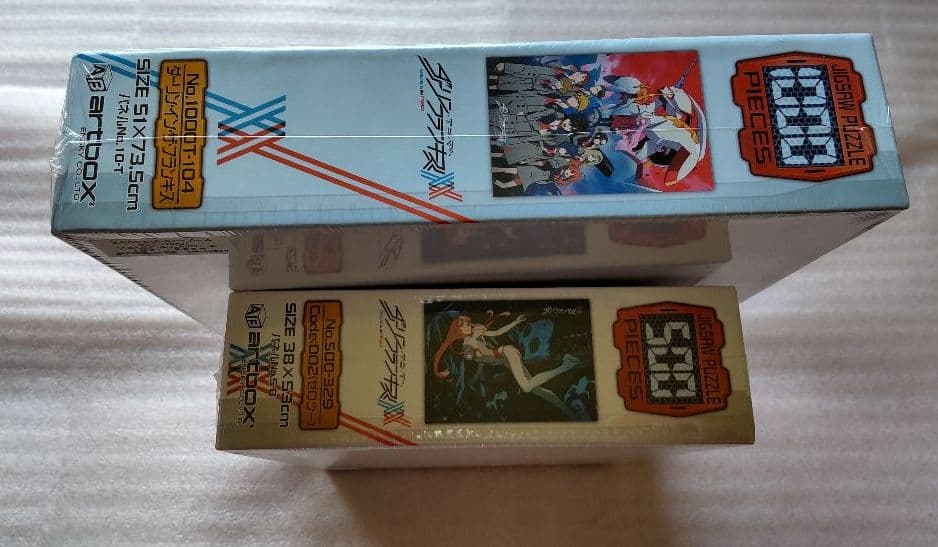 JIGSAW PUZZLE
1000
PIECES
ダーリン・イン・ザ・フランキス
No.1000T-104
ダーリン・イン・ザ・フランキス
SIZE 51×73.5cm
パネルNo.10-T
artbox
ENSKY CO.,LTD.
JIGSAW PUZZLE
500
PIECES
ダーリン・イン・ザ・フランキス
No.500-329
Code:002(ゼロツー)
SIZE 38×53cm
パネルNo.5-B
artbox